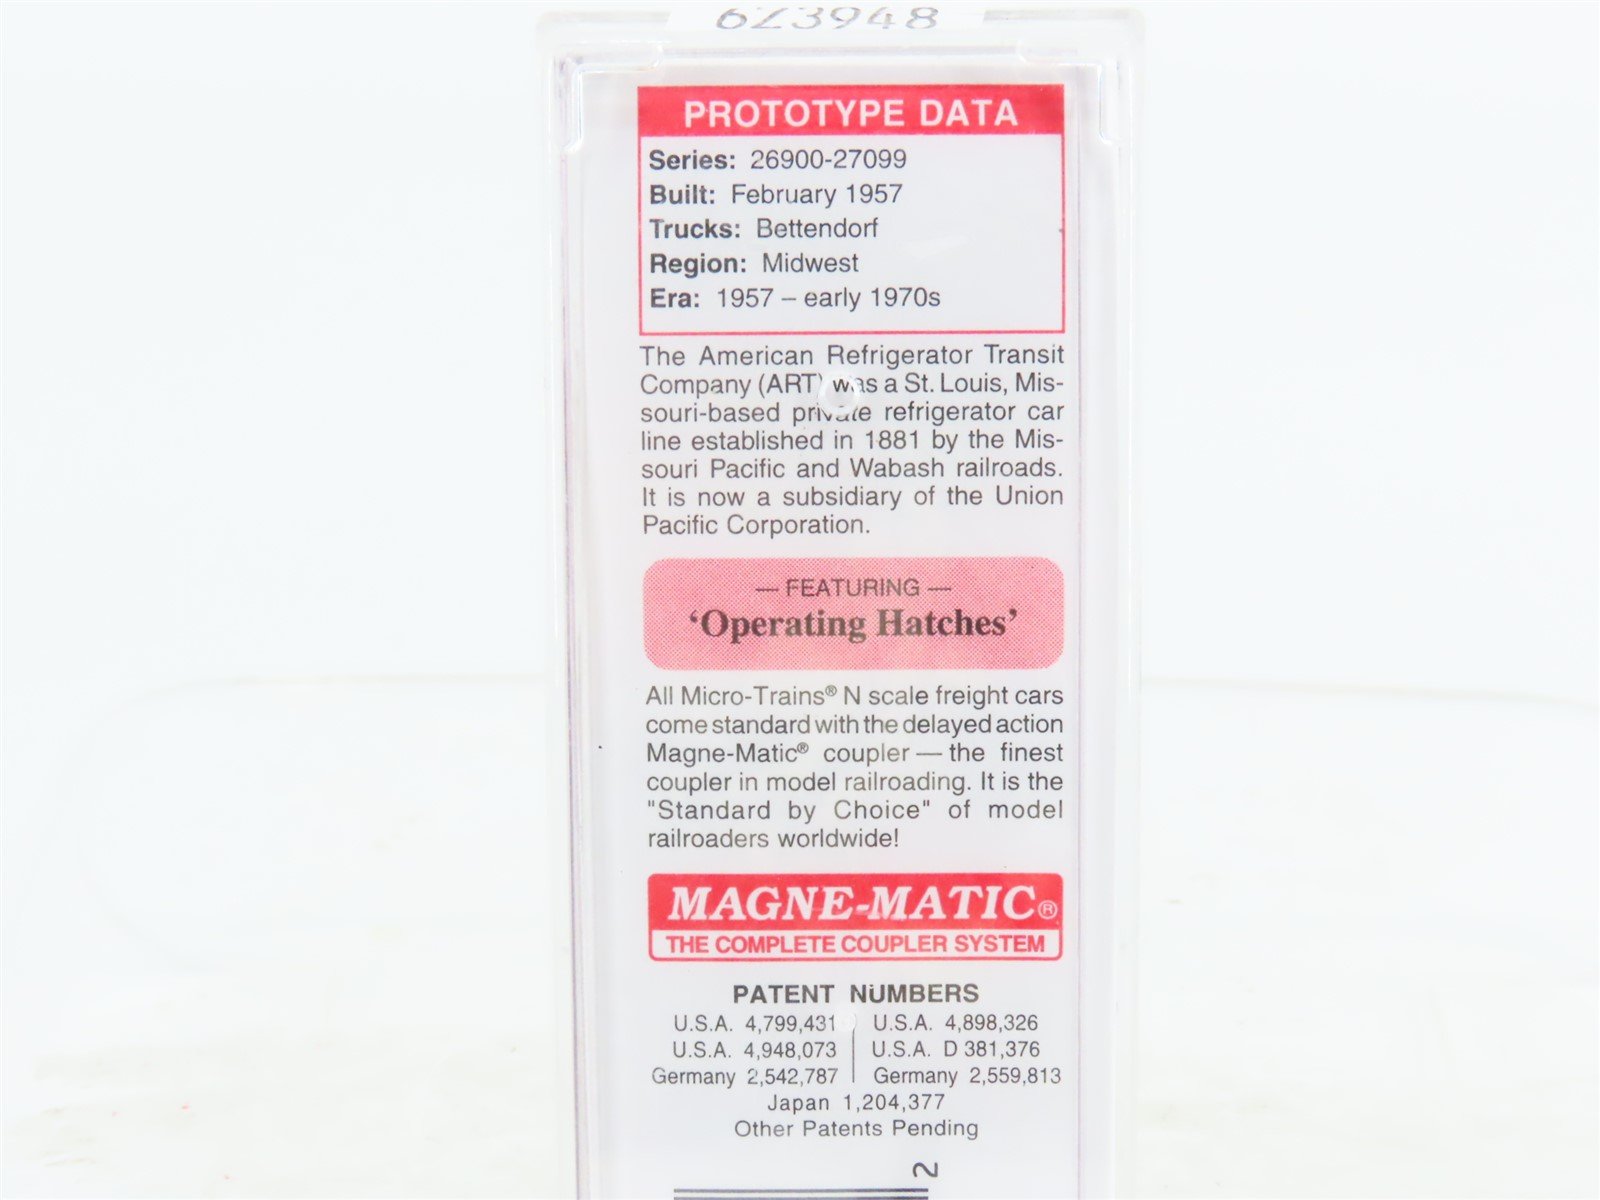 623948
PROTOTYPE DATA
Series: 26900-27099
Built: February 1957
Trucks: Bettendorf
Region: Midwest
Era: 1957 – early 1970s
The American Refrigerator Transit
Company (ART) was a St. Louis, Mis-
souri-based private refrigerator car
line established in 1881 by the Mis-
souri Pacific and Wabash railroads.
It is now a subsidiary of the Union
Pacific Corporation.
— FEATURING —
‘Operating Hatches’
All Micro-Trains® N scale freight cars
come standard with the delayed action
Magne-Matic® coupler — the finest
coupler in model railroading. It is the
"Standard by Choice" of model
railroaders worldwide!
MAGNE-MATIC®
THE COMPLETE COUPLER SYSTEM
PATENT NUMBERS
U.S.A. 4,799,431 U.S.A. 4,898,326
U.S.A. 4,948,073 U.S.A. D 381,376
Germany 2,542,787 Germany 2,559,813
Japan 1,204,377
Other Patents Pending
2